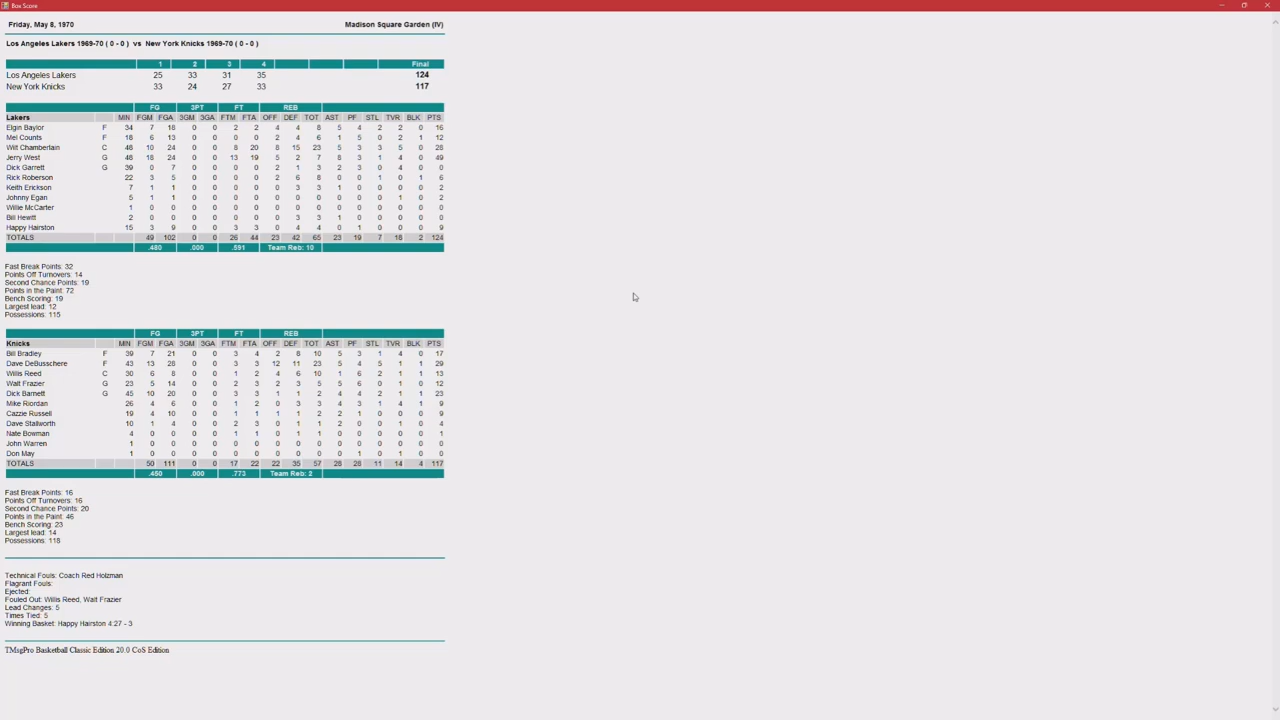 Box Score
Friday, May 8, 1970 Madison Square Garden (IV)
Los Angeles Lakers 1969-70 ( 0 - 0 ) vs New York Knicks 1969-70 ( 0 - 0 )
1 2 3 4 Final
Los Angeles Lakers 25 33 31 35 124
New York Knicks 33 24 27 33 117
FG 3PT FT REB
Lakers MIN FGM FGA 3GM 3GA FTM FTA OFF DEF TOT AST PF STL TVR BLK PTS
Elgin Baylor F 34 7 18 0 0 2 2 4 4 8 5 4 2 2 0 16
Mel Counts F 18 6 13 0 0 0 0 2 4 6 1 5 0 2 1 12
Wilt Chamberlain C 48 10 24 0 0 8 20 8 15 23 5 3 3 5 0 28
Jerry West G 48 18 24 0 0 13 19 5 2 7 8 3 1 4 0 49
Dick Garrett G 39 0 7 0 0 0 0 2 1 3 2 3 0 4 0 0
Rick Roberson 22 3 5 0 0 0 0 2 6 8 0 0 1 0 1 6
Keith Erickson 7 1 1 0 0 0 0 0 3 3 1 0 0 0 0 2
Johnny Egan 5 1 1 0 0 0 0 0 0 0 0 0 0 1 0 2
Willie McCarter 1 0 0 0 0 0 0 0 0 0 0 0 0 0 0 0
Bill Hewitt 2 0 0 0 0 0 0 0 3 3 1 0 0 0 0 0
Happy Hairston 15 3 9 0 0 3 3 0 4 4 0 1 0 0 0 9
TOTALS 49 102 0 0 26 44 23 42 65 23 19 7 18 2 124
.480 .000 .591 Team Reb: 10
Fast Break Points: 32
Points Off Turnovers: 14
Second Chance Points: 19
Points in the Paint: 72
Bench Scoring: 19
Largest lead: 12
Possessions: 115
FG 3PT FT REB
Knicks MIN FGM FGA 3GM 3GA FTM FTA OFF DEF TOT AST PF STL TVR BLK PTS
Bill Bradley F 39 7 21 0 0 3 4 2 8 10 5 3 1 4 0 17
Dave DeBusschere F 43 13 28 0 0 3 3 12 11 23 5 4 5 1 1 29
Willis Reed C 30 6 8 0 0 1 2 4 6 10 1 6 2 1 1 13
Walt Frazier G 23 5 14 0 0 2 3 2 3 5 5 6 0 1 0 12
Dick Barnett G 45 10 20 0 0 3 3 1 1 2 4 4 2 1 1 23
Mike Riordan 26 4 6 0 0 1 2 0 3 3 4 3 1 4 1 9
Cazzie Russell 19 4 10 0 0 1 1 1 1 2 2 1 0 0 0 9
Dave Stallworth 10 1 4 0 0 2 3 0 1 1 2 0 0 1 0 4
Nate Bowman 4 0 0 0 0 1 1 0 1 1 0 0 0 0 0 1
John Warren 1 0 0 0 0 0 0 0 0 0 0 0 0 0 0 0
Don May 1 0 0 0 0 0 0 0 0 0 0 1 0 1 0 0
TOTALS 50 111 0 0 17 22 22 35 57 28 28 11 14 4 117
.450 .000 .773 Team Reb: 2
Fast Break Points: 16
Points Off Turnovers: 16
Second Chance Points: 20
Points in the Paint: 46
Bench Scoring: 23
Largest lead: 14
Possessions: 118
Technical Fouls: Coach Red Holzman
Flagrant Fouls:
Ejected:
Fouled Out: Willis Reed, Walt Frazier
Lead Changes: 5
Times Tied: 5
Winning Basket: Happy Hairston 4:27 - 3
TMsgPro Basketball Classic Edition 20.0 CoS Edition